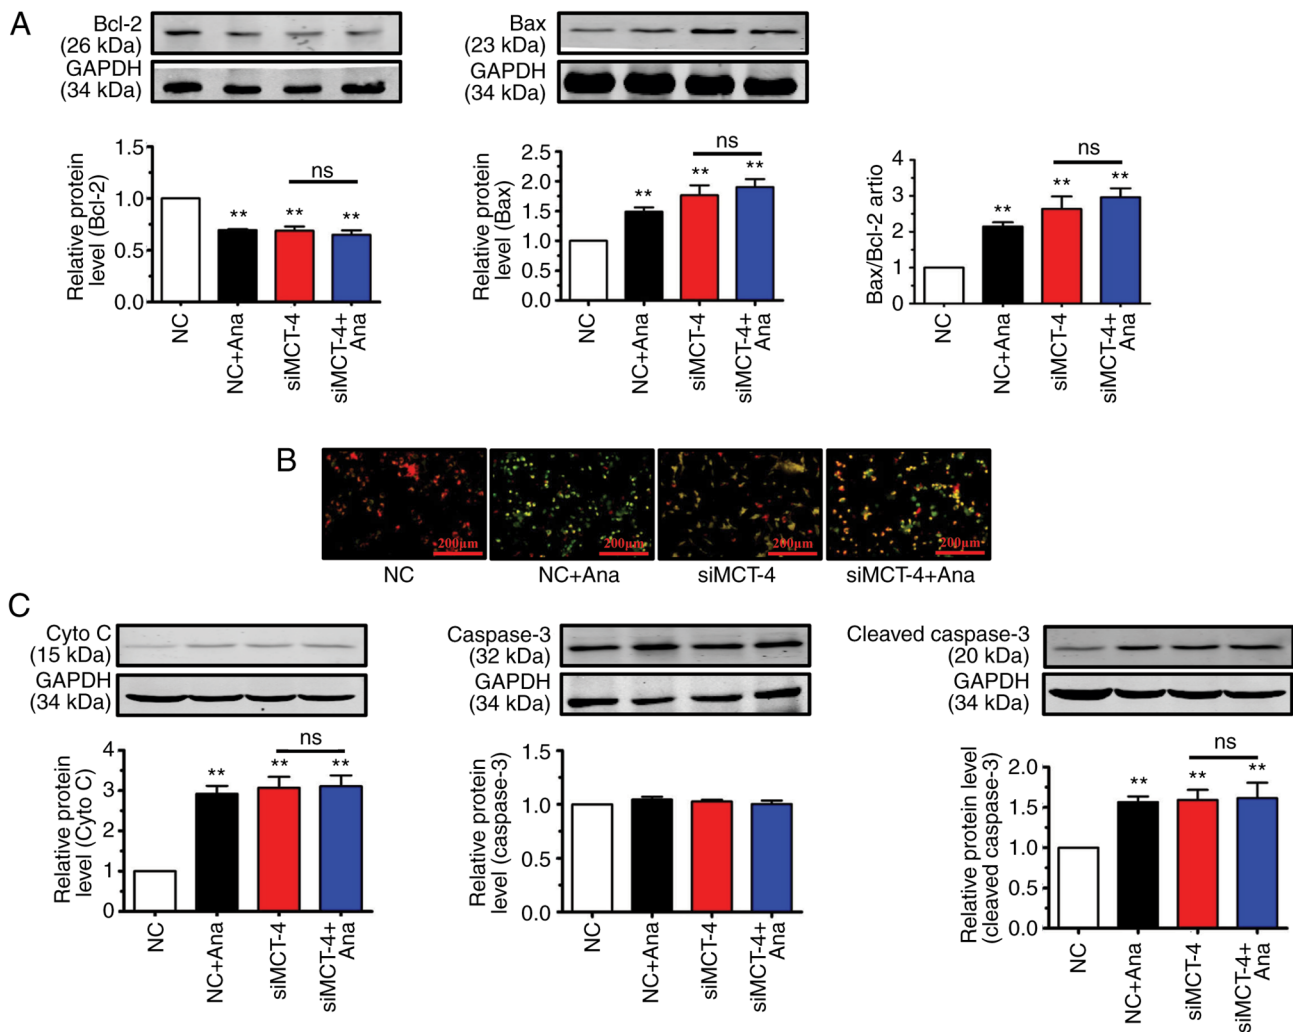 A
Bcl-2
(26 kDa)
GAPDH
(34 kDa)
Bax
(23 kDa)
GAPDH
(34 kDa)
Relative protein
level (Bcl-2)
1.5
1.0
0.5
0.0
** ** **
ns
NC
NC+Ana
siMCT-4
siMCT-4+
Ana
Relative protein
level (Bax)
2.5
2.0
1.5
1.0
0.5
0.0
** ** **
ns
NC
NC+Ana
siMCT-4
siMCT-4+
Ana
Bax/Bcl-2 artio
4
3
2
1
0
** ** **
ns
NC
NC+Ana
siMCT-4
siMCT-4+
Ana
B
200μm 200μm 200μm 200μm
NC NC+Ana siMCT-4 siMCT-4+Ana
C
Cyto C
(15 kDa)
GAPDH
(34 kDa)
Caspase-3
(32 kDa)
GAPDH
(34 kDa)
Cleaved caspase-3
(20 kDa)
GAPDH
(34 kDa)
Relative protein
level (Cyto C)
4
3
2
1
0
** ** **
ns
NC
NC+Ana
siMCT-4
siMCT-4+
Ana
Relative protein
level (caspase-3)
1.5
1.0
0.5
0.0
NC
NC+Ana
siMCT-4
siMCT-4+
Ana
Relative protein level
(cleaved caspase-3)
2.0
1.5
1.0
0.5
0.0
** ** **
ns
NC
NC+Ana
siMCT-4
siMCT-4+
Ana